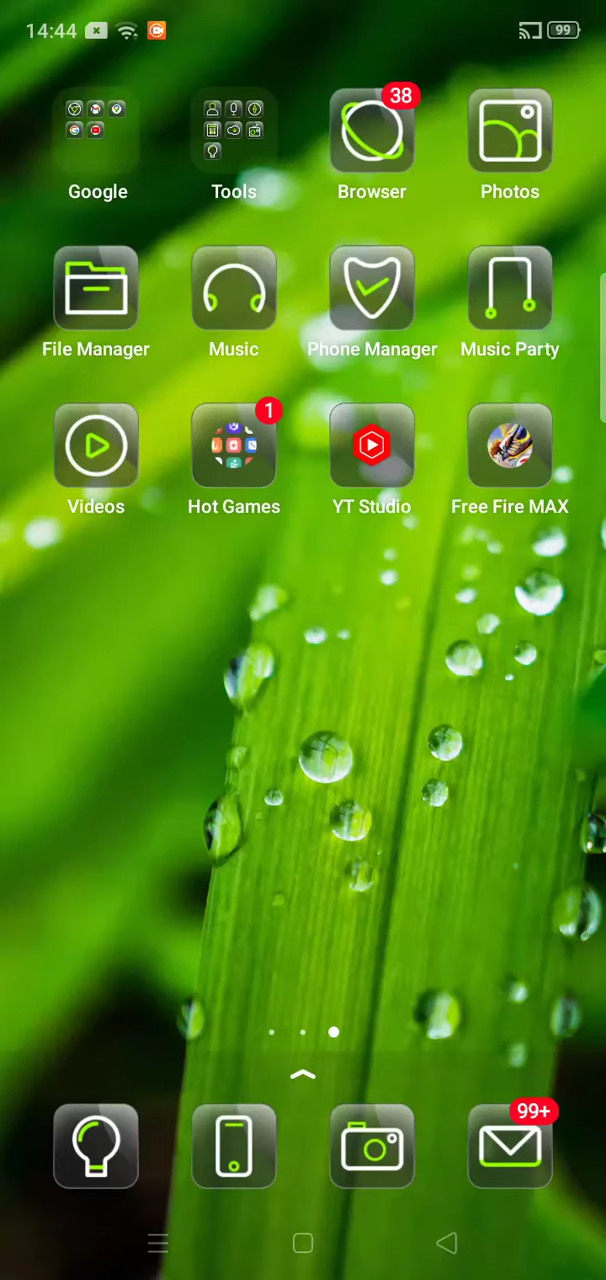 14:44
99
38
Google Tools Browser Photos
File Manager Music Phone Manager Music Party
1
Videos Hot Games YT Studio Free Fire MAX
99+